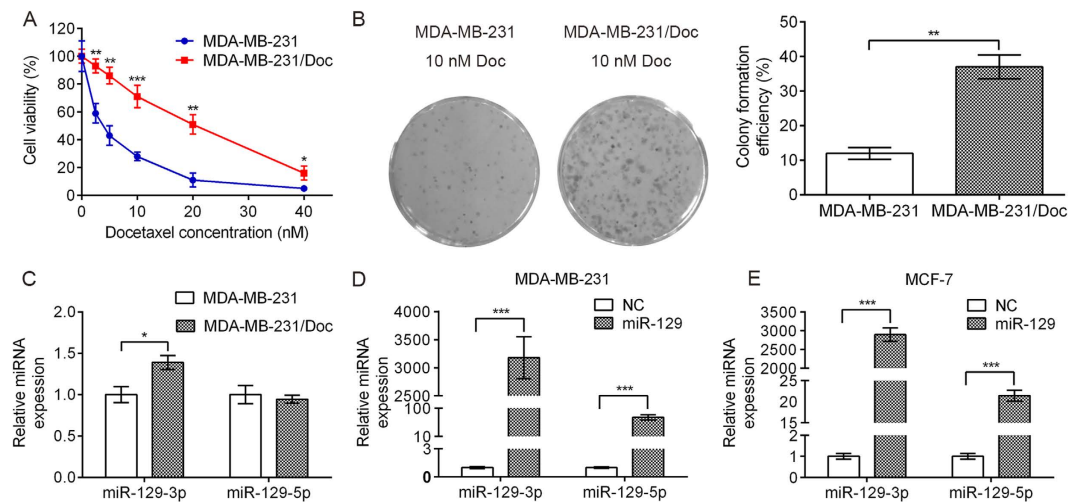 A
MDA-MB-231
MDA-MB-231/Doc
Cell viability (%)
120
100
80
60
40
20
0
**
**
***
**
*
0
10
20
30
40
Docetaxel concentration (nM)
B
MDA-MB-231
10 nM Doc
MDA-MB-231/Doc
10 nM Doc
Colony formation
efficiency (%)
50
40
30
20
10
0
**
MDA-MB-231
MDA-MB-231/Doc
C
MDA-MB-231
MDA-MB-231/Doc
Relative miRNA
expession
2.0
1.5
1.0
0.5
0.0
*
miR-129-3p
miR-129-5p
D
MDA-MB-231
NC
miR-129
Relative miRNA
expession
4000
3500
3000
100
10
3
0
***
***
miR-129-3p
miR-129-5p
E
MCF-7
NC
miR-129
Relative miRNA
expession
3500
3000
2500
2000
25
20
15
2
1
0
***
***
miR-129-3p
miR-129-5p